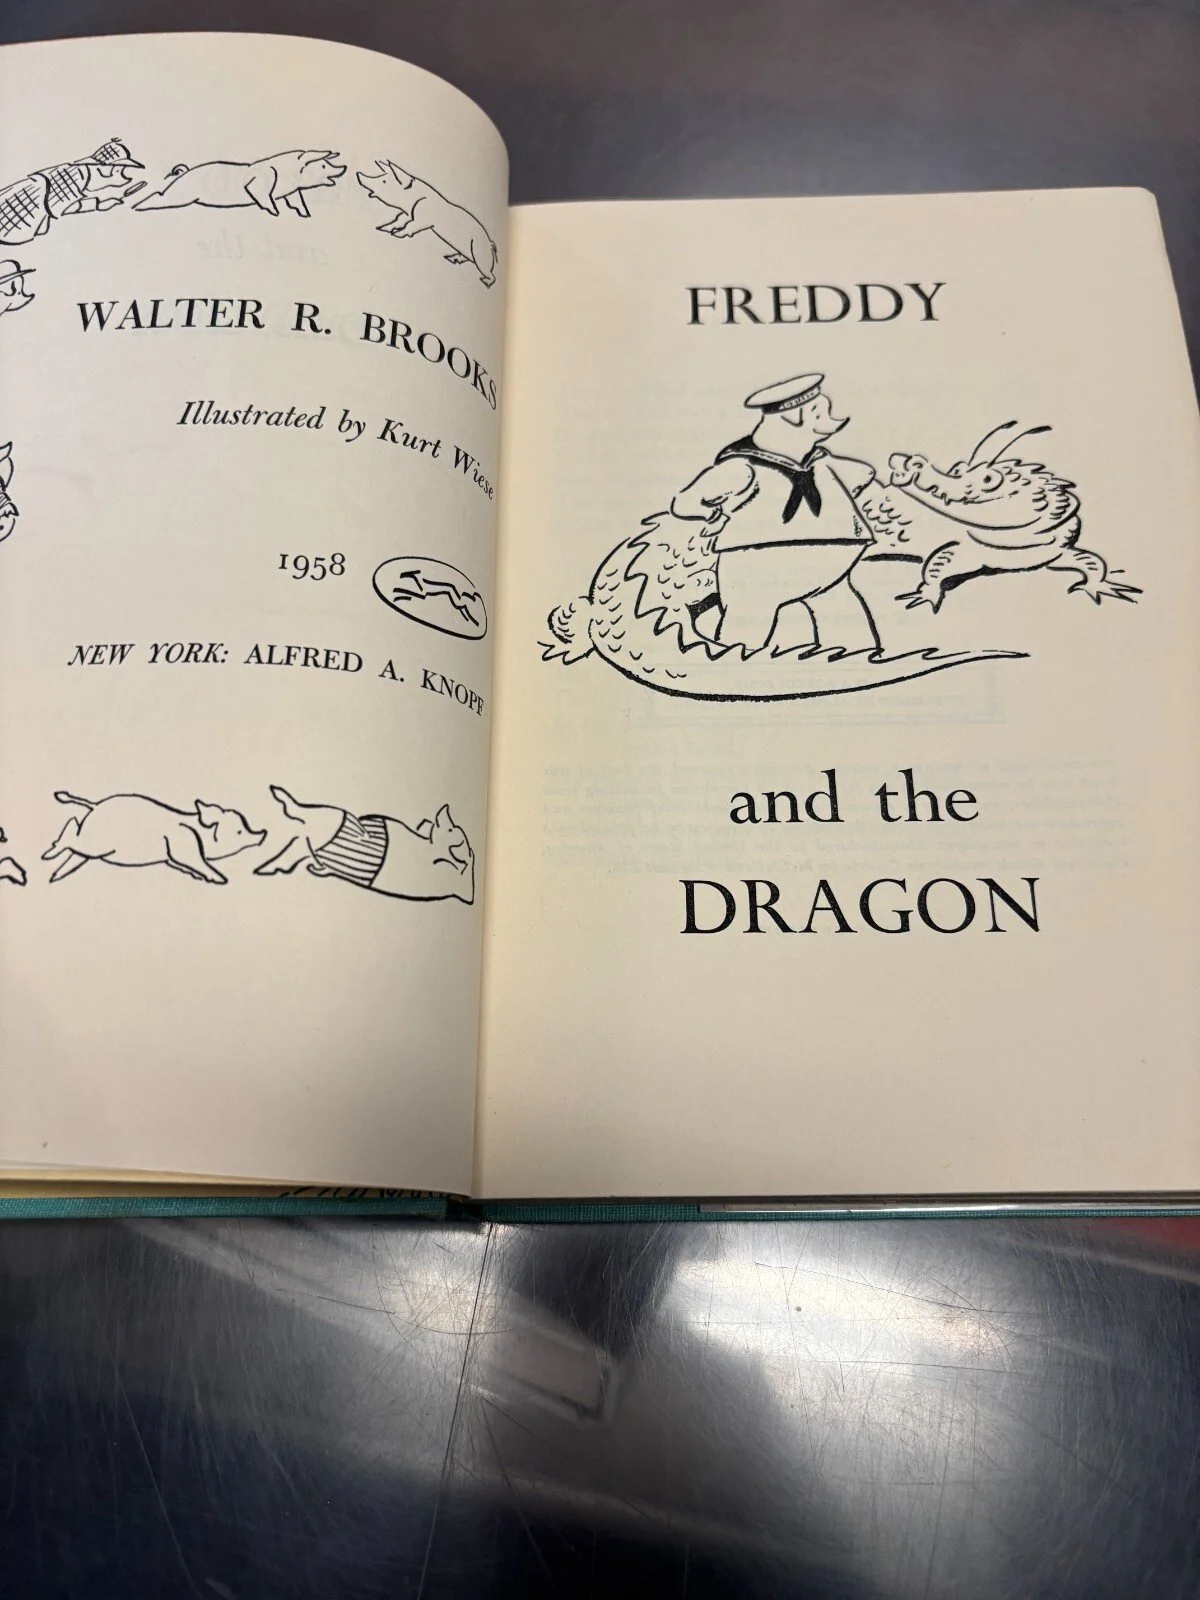 WALTER R. BROOKS
Illustrated by Kurt Wiese
1958
NEW YORK: ALFRED A. KNOPF
FREDDY
and the
DRAGON